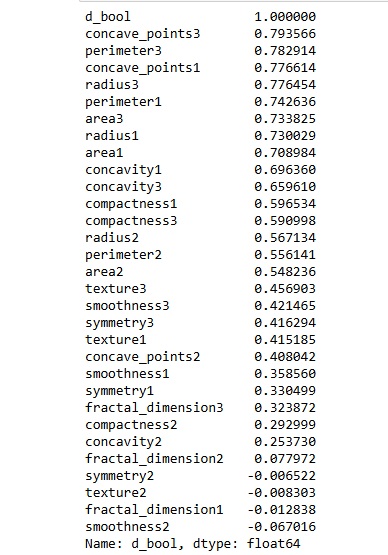 d_bool 1.000000
concave_points3 0.793566
perimeter3 0.782914
concave_points1 0.776614
radius3 0.776454
perimeter1 0.742636
area3 0.733825
radius1 0.730029
area1 0.708984
concavity1 0.696360
concavity3 0.659610
compactness1 0.596534
compactness3 0.590998
radius2 0.567134
perimeter2 0.556141
area2 0.548236
texture3 0.456903
smoothness3 0.421465
symmetry3 0.416294
texture1 0.415185
concave_points2 0.408042
smoothness1 0.358560
symmetry1 0.330499
fractal_dimension3 0.323872
compactness2 0.292999
concavity2 0.253730
fractal_dimension2 0.077972
symmetry2 -0.006522
texture2 -0.008303
fractal_dimension1 -0.012838
smoothness2 -0.067016
Name: d_bool, dtype: float64